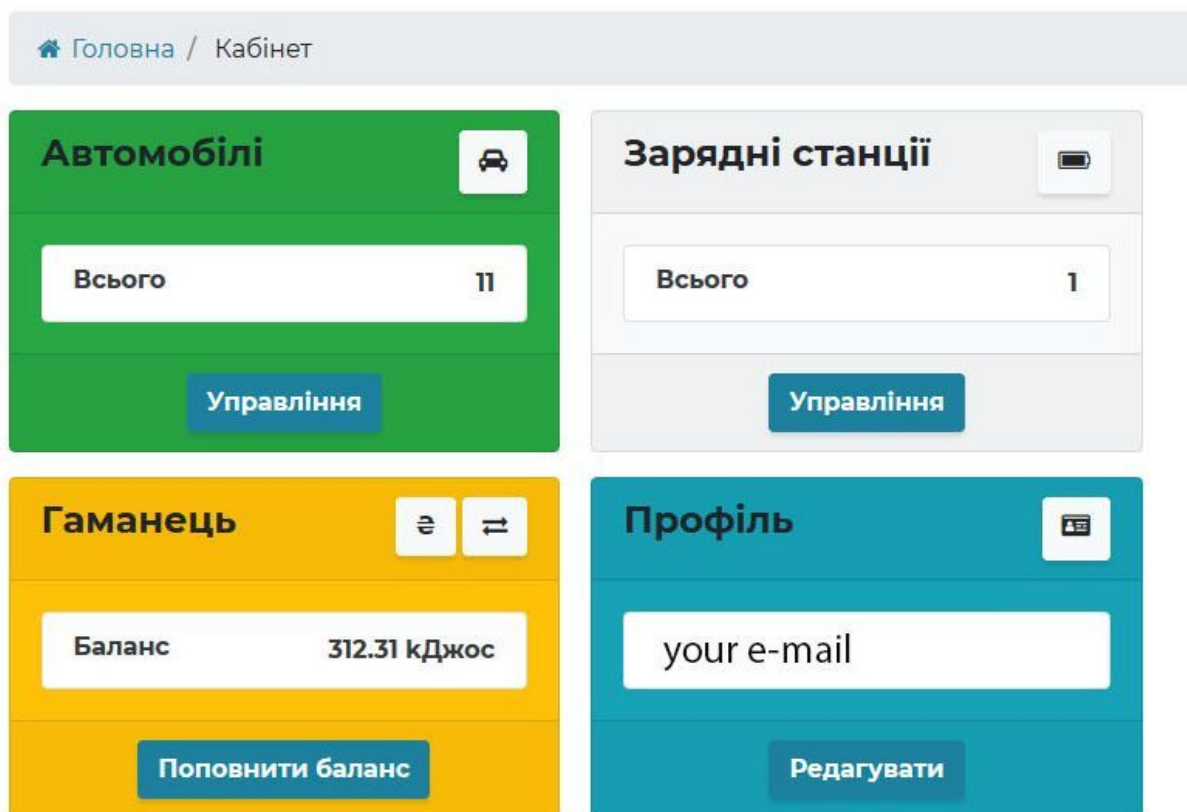 Головна / Кабінет
Автомобілі
Всього 11
Управління
Зарядні станції
Всього 1
Управління
Гаманець ₴
Баланс 312.31 kДжос
Поповнити баланс
Профіль
your e-mail
Редагувати